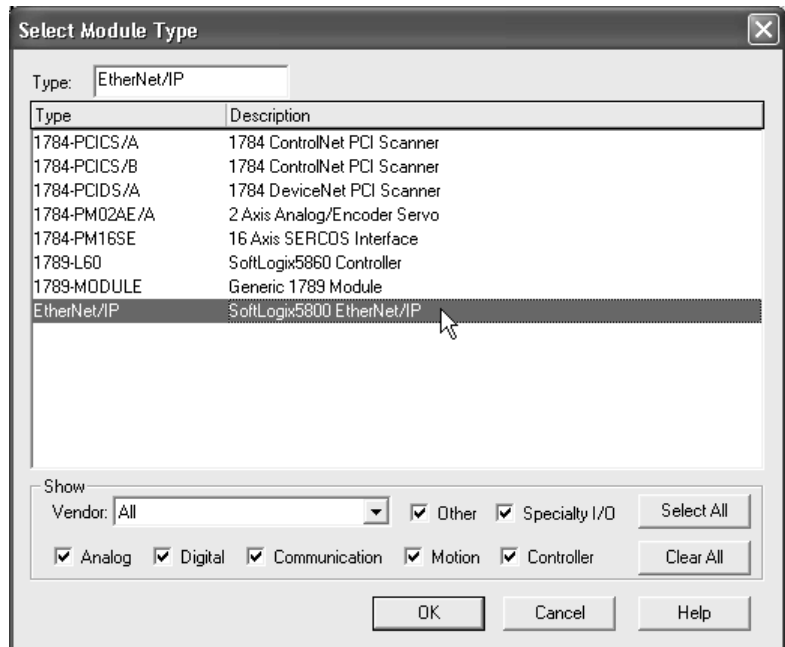 Select Module Type
Type: EtherNet/IP
Type Description
1784-PCICS/A 1784 ControlNet PCI Scanner
1784-PCICS/B 1784 ControlNet PCI Scanner
1784-PCIDS/A 1784 DeviceNet PCI Scanner
1784-PM02AE/A 2 Axis Analog/Encoder Servo
1784-PM16SE 16 Axis SERCOS Interface
1789-L60 SoftLogix5860 Controller
1789-MODULE Generic 1789 Module
EtherNet/IP SoftLogix5800 EtherNet/IP
Show
Vendor: All Other Specialty I/O Select All
Analog Digital Communication Motion Controller Clear All
OK Cancel Help